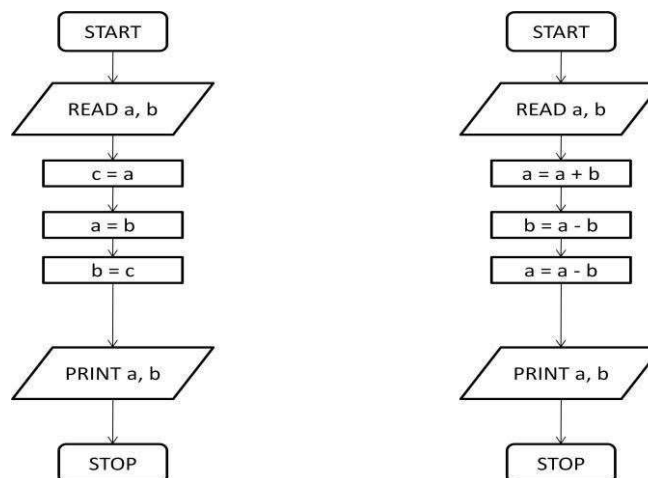 START
READ a, b
c = a
a = b
b = c
PRINT a, b
STOP
START
READ a, b
a = a + b
b = a - b
a = a - b
PRINT a, b
STOP